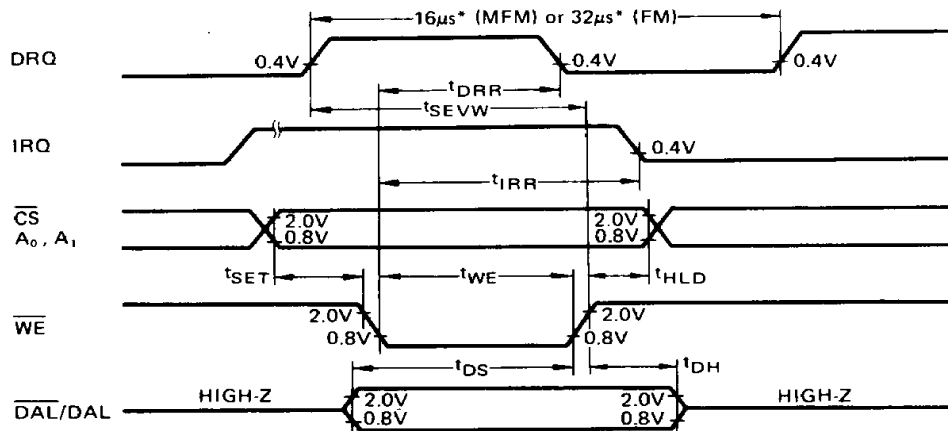 16μs* (MFM) or 32μs* (FM)
DRQ
0.4V 0.4V 0.4V
tDRR
tSEVW
IRQ
0.4V
tIRR
CS
A0, A1
2.0V 2.0V
0.8V 0.8V
tSET tWE tHLD
WE
2.0V 2.0V
0.8V 0.8V
tDS tDH
DAL/DAL
HIGH-Z HIGH-Z
2.0V 2.0V
0.8V 0.8V